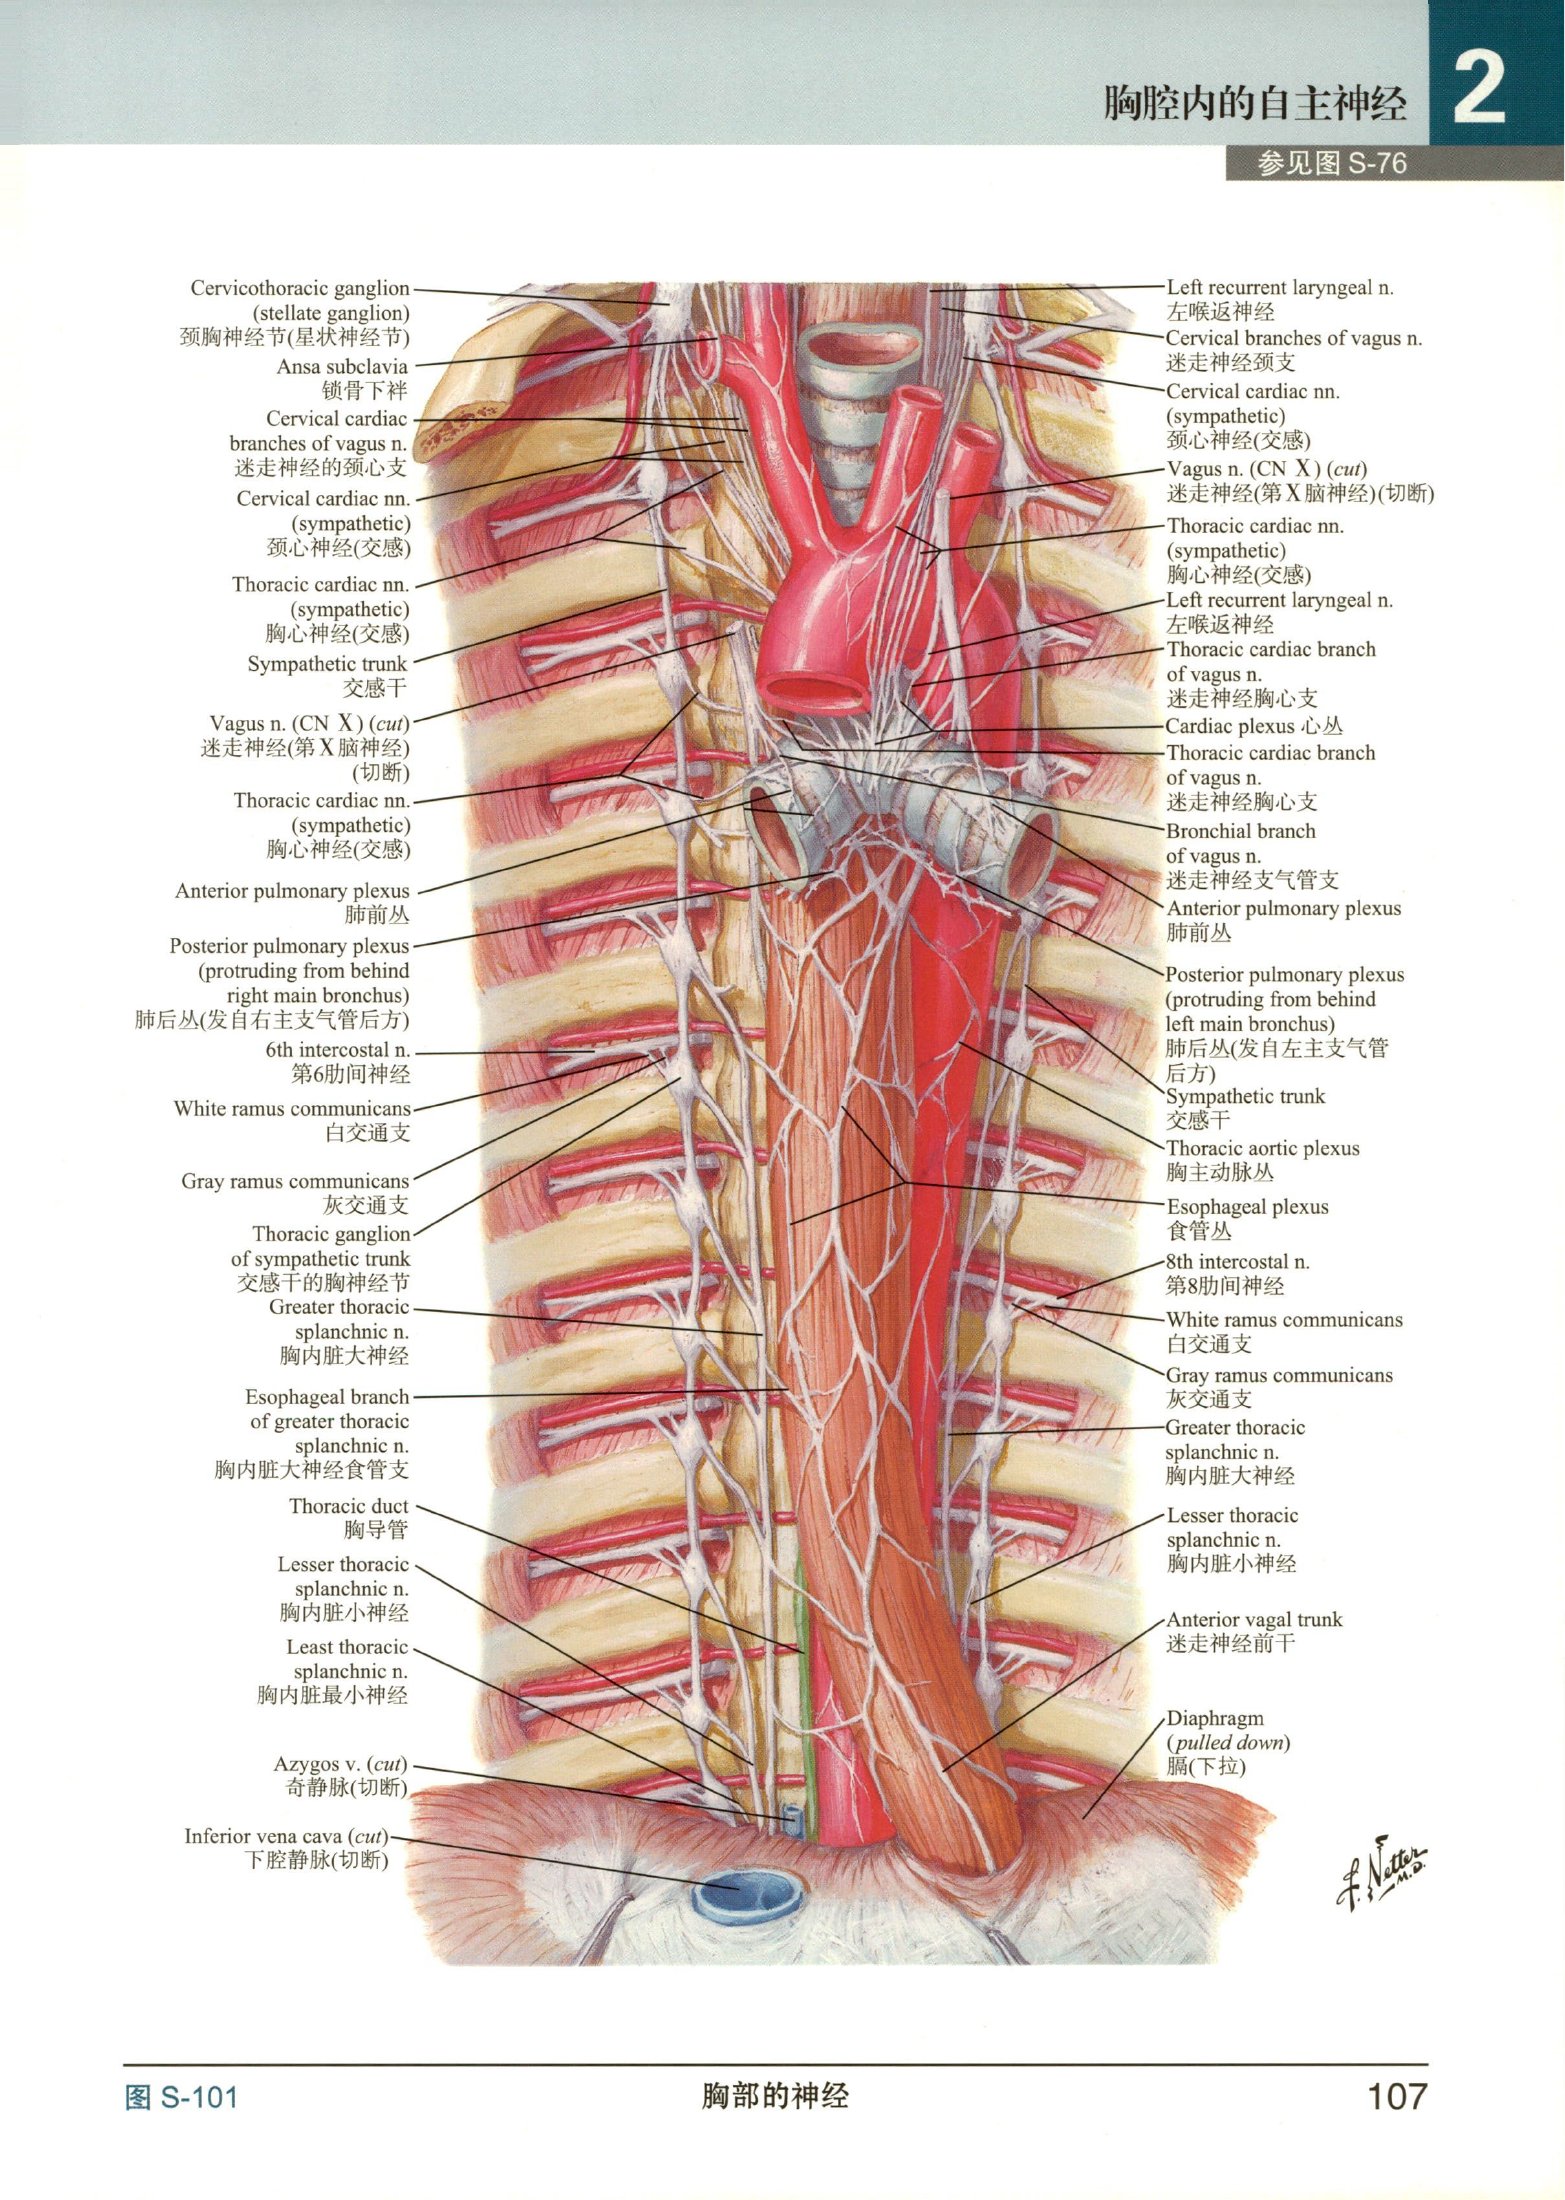 胸腔内的自主神经
2
参见图 S-76
Cervicothoracic ganglion
(stellate ganglion)
颈胸神经节(星状神经节)
Ansa subclavia
锁骨下袢
Cervical cardiac
branches of vagus n.
迷走神经的颈心支
Cervical cardiac nn.
(sympathetic)
颈心神经(交感)
Thoracic cardiac nn.
(sympathetic)
胸心神经(交感)
Sympathetic trunk
交感干
Vagus n. (CN X) (cut)
迷走神经(第X脑神经)
(切断)
Thoracic cardiac nn.
(sympathetic)
胸心神经(交感)
Anterior pulmonary plexus
肺前丛
Posterior pulmonary plexus
(protruding from behind
right main bronchus)
肺后丛(发自右主支气管后方)
6th intercostal n.
第6肋间神经
White ramus communicans
白交通支
Gray ramus communicans
灰交通支
Thoracic ganglion
of sympathetic trunk
交感干的胸神经节
Greater thoracic
splanchnic n.
胸内脏大神经
Esophageal branch
of greater thoracic
splanchnic n.
胸内脏大神经食管支
Thoracic duct
胸导管
Lesser thoracic
splanchnic n.
胸内脏小神经
Least thoracic
splanchnic n.
胸内脏最小神经
Azygos v. (cut)
奇静脉(切断)
Inferior vena cava (cut)
下腔静脉(切断)
Left recurrent laryngeal n.
左喉返神经
Cervical branches of vagus n.
迷走神经颈支
Cervical cardiac nn.
(sympathetic)
颈心神经(交感)
Vagus n. (CN X) (cut)
迷走神经(第X脑神经)(切断)
Thoracic cardiac nn.
(sympathetic)
胸心神经(交感)
Left recurrent laryngeal n.
左喉返神经
Thoracic cardiac branch
of vagus n.
迷走神经胸心支
Cardiac plexus 心丛
Thoracic cardiac branch
of vagus n.
迷走神经胸心支
Bronchial branch
of vagus n.
迷走神经支气管支
Anterior pulmonary plexus
肺前丛
Posterior pulmonary plexus
(protruding from behind
left main bronchus)
肺后丛(发自左主支气管
后方)
Sympathetic trunk
交感干
Thoracic aortic plexus
胸主动脉丛
Esophageal plexus
食管丛
8th intercostal n.
第8肋间神经
White ramus communicans
白交通支
Gray ramus communicans
灰交通支
Greater thoracic
splanchnic n.
胸内脏大神经
Lesser thoracic
splanchnic n.
胸内脏小神经
Anterior vagal trunk
迷走神经前干
Diaphragm
(pulled down)
膈(下拉)
F. Netter
M.D.
图 S-101
胸部的神经
107